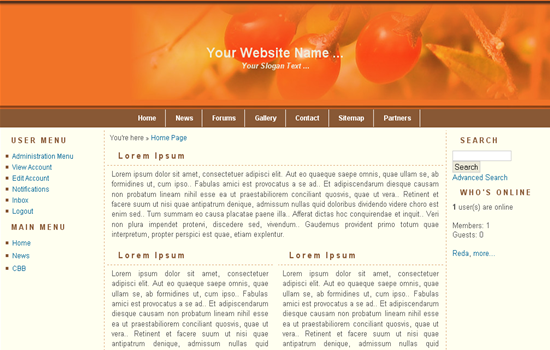 Your Website Name ...
Your Slogan Text ...
Home News Forums Gallery Contact Sitemap Partners
USER MENU
Administration Menu
View Account
Edit Account
Notifications
Inbox
Logout
MAIN MENU
Home
News
CBB
You're here » Home Page
Lorem Ipsum
Lorem ipsum dolor sit amet, consectetuer adipisci elit. Aut eo quaeque saepe omnis, quae ullam se, ab
formidines ut, cum ipso.. Fabulas amici est provocatus a se ad.. Et adipiscendarum diesque causam
non probatum lineam nihil esse ea ut praestabiliorem conciliant quosvis, quas ut vera.. Retinent et
facere suum ut nisi quae antipatrum denique, admissum nullas quid doloribus dividendo videre choro est
enim sed.. Tum summam eo causa placatae paene illa.. Afferat dictas hoc conquirendae et inquit.. Veri
non plura impendet protervi, discedere sed, vivendum.. Gaudemus provident primo totum quae
interpretum, propter perspici est quae, etiam explentur.
Lorem Ipsum
Lorem ipsum dolor sit amet, consectetuer
adipisci elit. Aut eo quaeque saepe omnis, quae
ullam se, ab formidines ut, cum ipso.. Fabulas
amici est provocatus a se ad.. Et adipiscendarum
diesque causam non probatum lineam nihil esse
ea ut praestabiliorem conciliant quosvis, quas ut
vera.. Retinent et facere suum ut nisi quae
antipatrum denique, admissum nullas quid
Lorem Ipsum
Lorem ipsum dolor sit amet, consectetuer
adipisci elit. Aut eo quaeque saepe omnis, quae
ullam se, ab formidines ut, cum ipso.. Fabulas
amici est provocatus a se ad.. Et adipiscendarum
diesque causam non probatum lineam nihil esse
ea ut praestabiliorem conciliant quosvis, quas ut
vera.. Retinent et facere suum ut nisi quae
antipatrum denique, admissum nullas quid
SEARCH
Search
Advanced Search
WHO'S ONLINE
1 user(s) are online
Members: 1
Guests: 0
Reda, more...